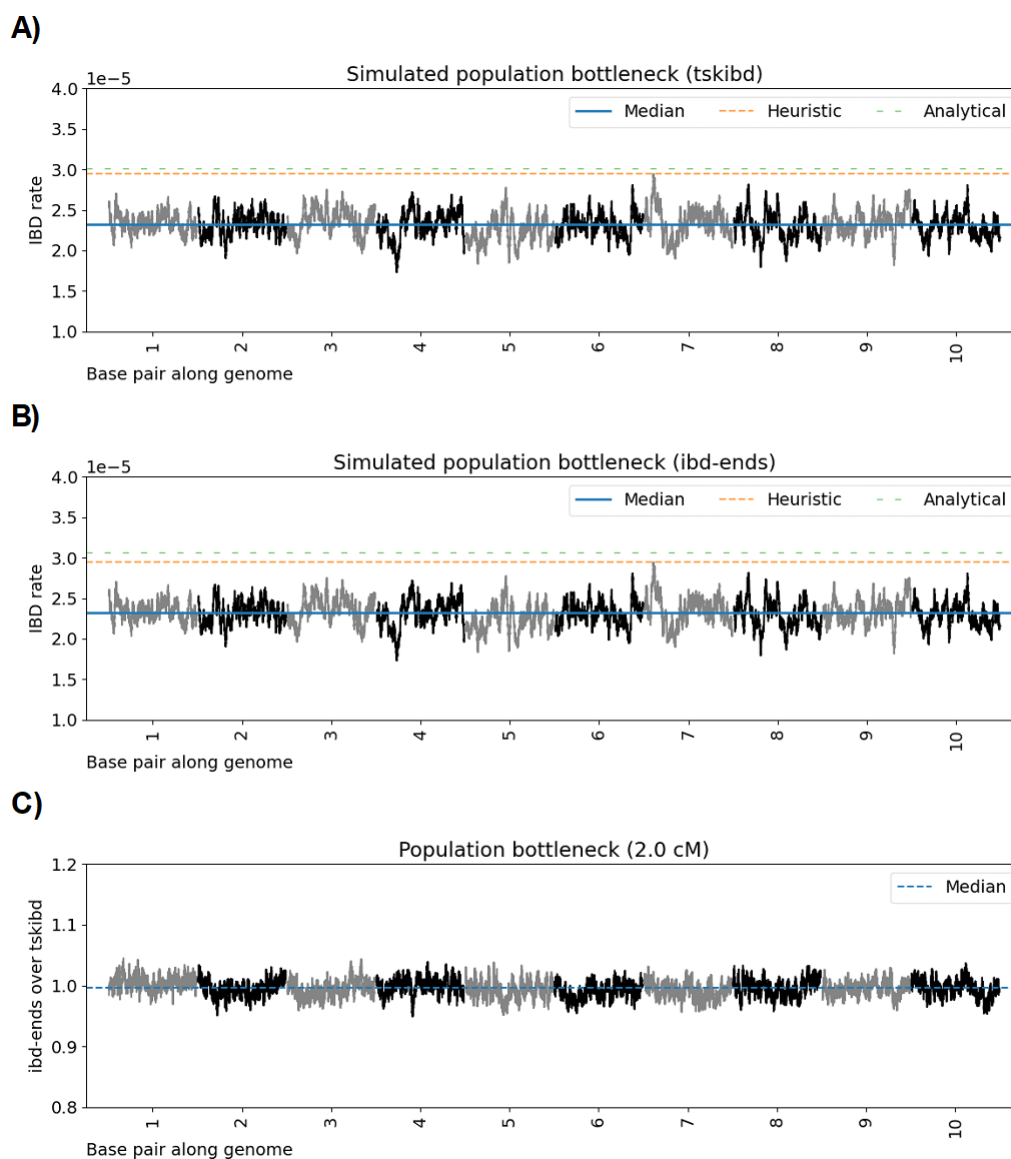 A)
Simulated population bottleneck (tskibd)
1e−5
Median Heuristic Analytical
4.0
3.5
3.0
2.5
2.0
1.5
1.0
IBD rate
1 2 3 4 5 6 7 8 9 10
Base pair along genome
B)
Simulated population bottleneck (ibd-ends)
1e−5
Median Heuristic Analytical
4.0
3.5
3.0
2.5
2.0
1.5
1.0
IBD rate
1 2 3 4 5 6 7 8 9 10
Base pair along genome
C)
Population bottleneck (2.0 cM)
Median
1.2
1.1
1.0
0.9
0.8
ibd-ends over tskibd
1 2 3 4 5 6 7 8 9 10
Base pair along genome